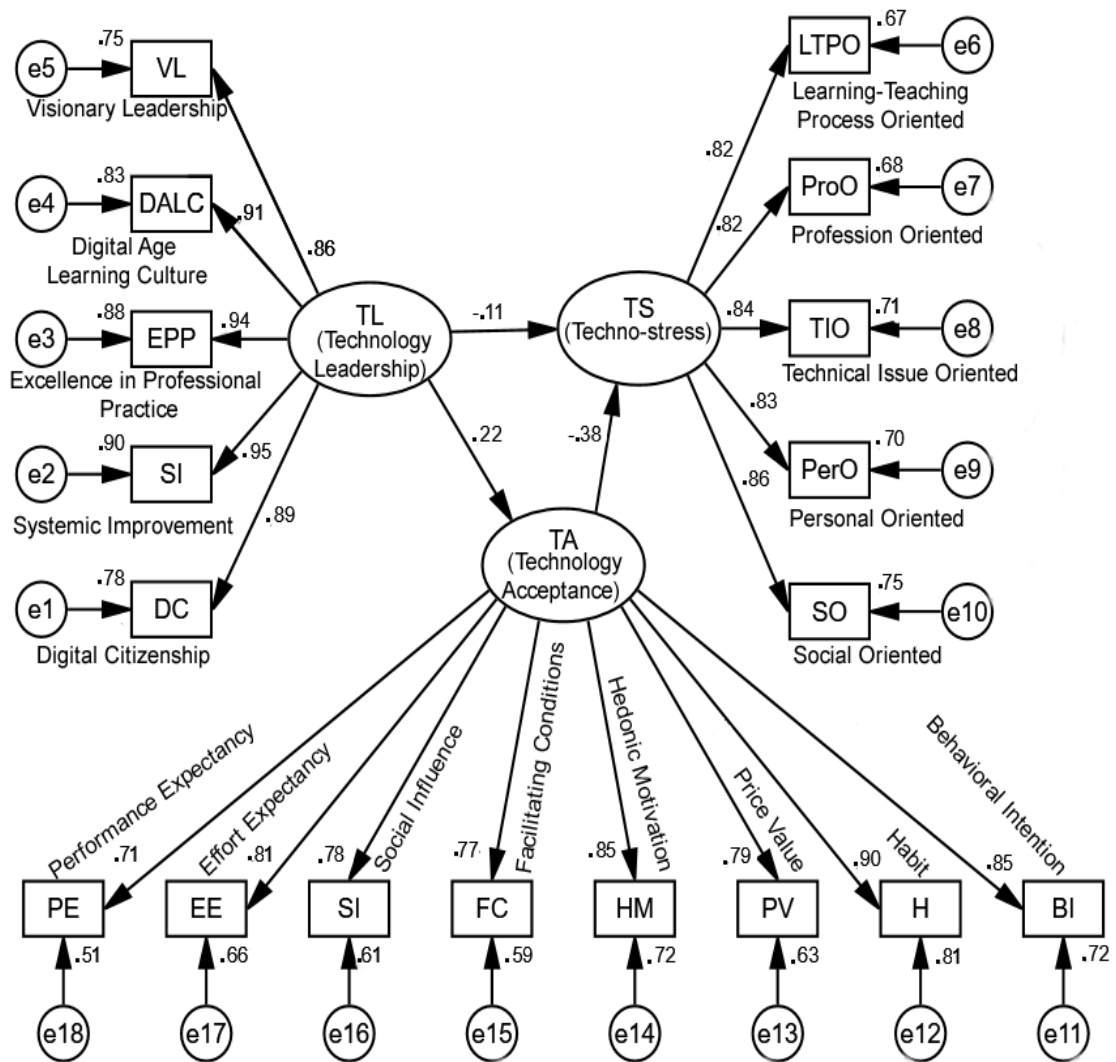 .75
e5
VL
Visionary Leadership
.83
e4
DALC
.91
Digital Age
Learning Culture
.86
.88
e3
EPP
.94
Excellence in Professional
Practice
.90
e2
SI
.95
Systemic Improvement
.89
.78
e1
DC
Digital Citizenship
TL
(Technology
Leadership)
-.11
.22
TS
(Techno-stress)
-.38
TA
(Technology
Acceptance)
.67
LTPO
e6
Learning-Teaching
Process Oriented
.82
.68
ProO
e7
.82
Profession Oriented
.84
.71
TIO
e8
Technical Issue Oriented
.83
.70
PerO
e9
Personal Oriented
.86
.75
SO
e10
Social Oriented
Performance Expectancy
.71
PE
.51
e18
Effort Expectancy
.81
EE
.66
e17
Social Influence
.78
SI
.61
e16
Facilitating Conditions
.77
FC
.59
e15
Hedonic Motivation
.85
HM
.72
e14
Price Value
.79
PV
.63
e13
Habit
.90
H
.81
e12
Behavioral Intention
.85
BI
.72
e11